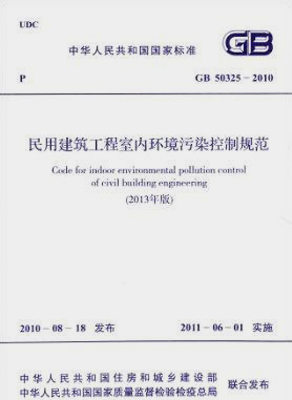 UDC
中华人民共和国国家标准 GB
P GB 50325-2010
民用建筑工程室内环境污染控制规范
Code for indoor environmental pollution control
of civil building engineering
(2013年版)
2010-08-18 发布 2011-06-01 实施
中华人民共和国住房和城乡建设部
中华人民共和国国家质量监督检验检疫总局 联合发布